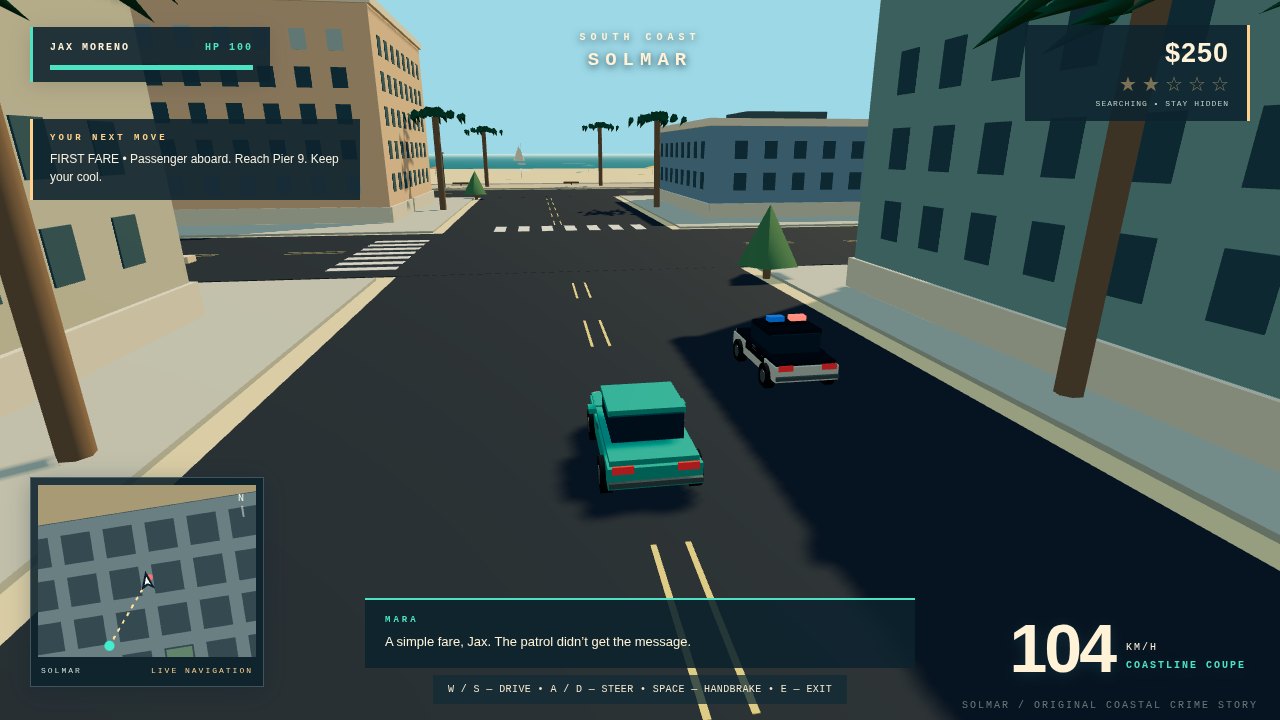 JAX MORENO HP 100
SOUTH COAST
SOLMAR
$250
★ ★ ☆ ☆ ☆ ☆
SEARCHING • STAY HIDDEN
YOUR NEXT MOVE
FIRST FARE • Passenger aboard. Reach Pier 9. Keep
your cool.
N
SOLMAR LIVE NAVIGATION
MARA
A simple fare, Jax. The patrol didn’t get the message.
W / S — DRIVE • A / D — STEER • SPACE — HANDBRAKE • E — EXIT
104 KM/H
COASTLINE COUPE
SOLMAR / ORIGINAL COASTAL CRIME STORY